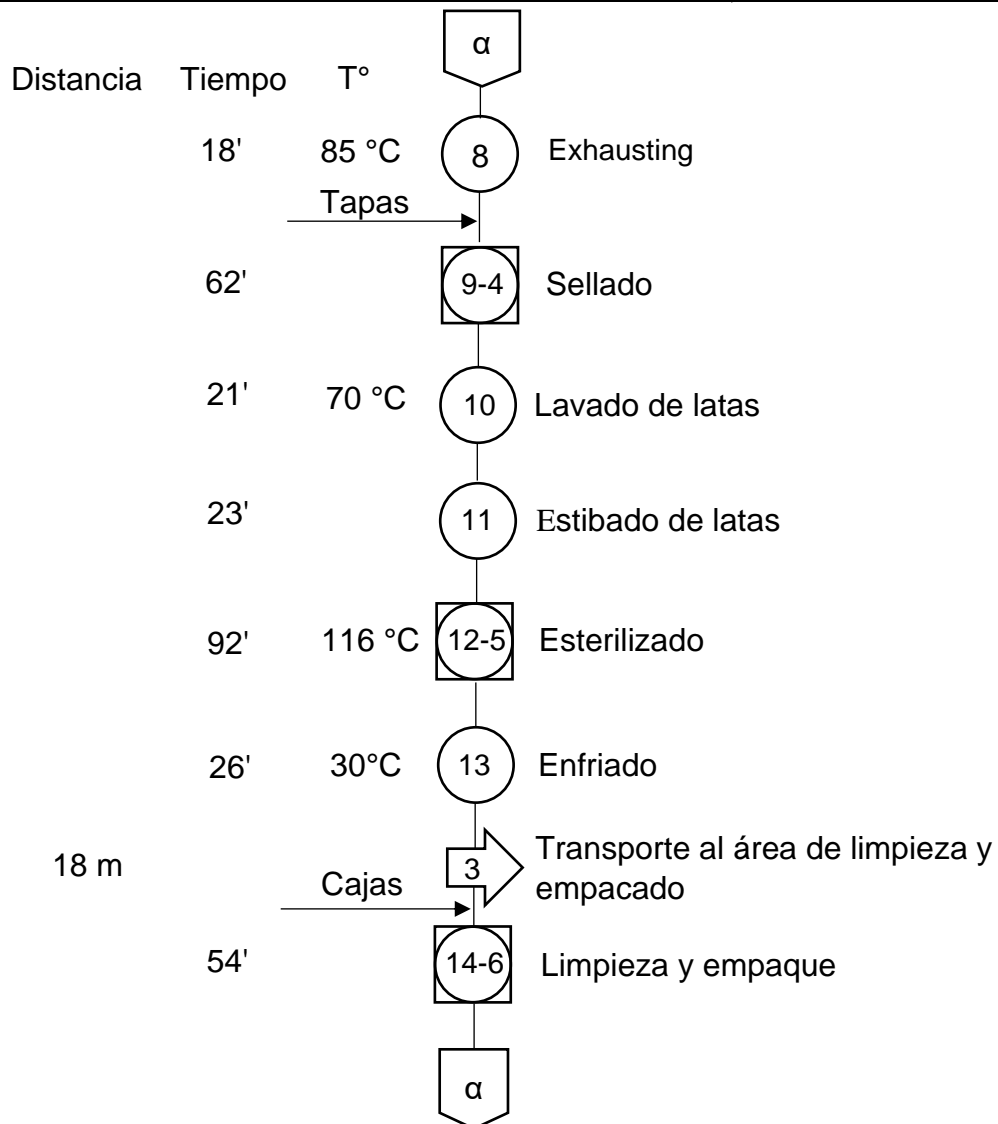 α
Distancia Tiempo T°
18' 85 °C 8 Exhausting
Tapas
62' 9-4 Sellado
21' 70 °C 10 Lavado de latas
23' 11 Estibado de latas
92' 116 °C 12-5 Esterilizado
26' 30°C 13 Enfriado
18 m 3 Transporte al área de limpieza y
empacado
Cajas
54' 14-6 Limpieza y empaque
α